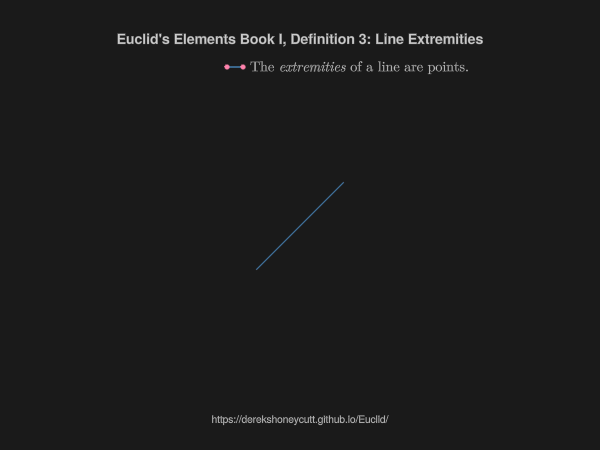 Euclid's Elements Book I, Definition 3: Line Extremities
The extremities of a line are points.
https://derekshoneycutt.github.io/Euclid/